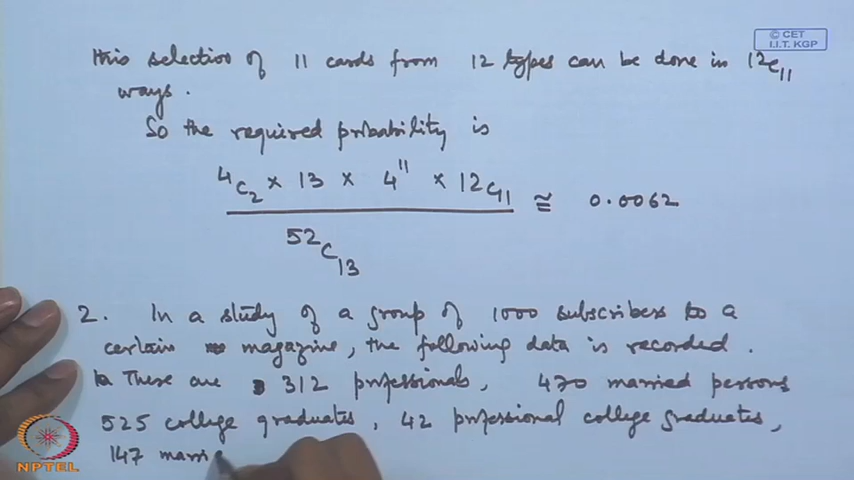 © CET
I.I.T. KGP
this selection of 11 cards from 12 types can be done in 12C11
ways.
So the required probability is
4C2 × 13 × 4^11 × 12C11
52C13
≅ 0.0062
2. In a study of a group of 1000 subscribers to a
certain magazine, the following data is recorded.
There are 312 professionals, 470 married persons
525 college graduates, 42 professional college graduates,
147 marri
NPTEL